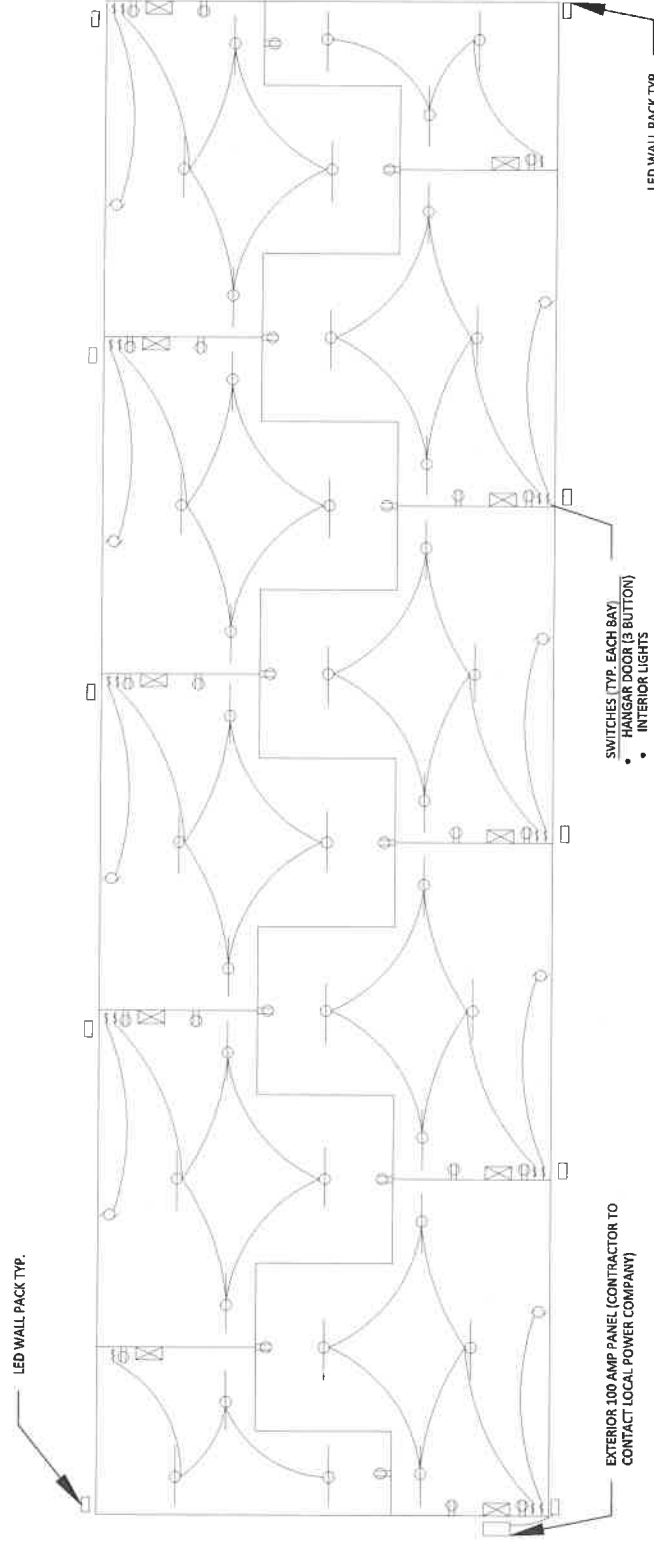 LED WALL PACK TYP.
LED WALL PACK TYP.
SWITCHES (TYP. EACH BAY)
• HANGAR DOOR (3 BUTTON)
• INTERIOR LIGHTS
EXTERIOR 100 AMP PANEL (CONTRACTOR TO
CONTACT LOCAL POWER COMPANY)